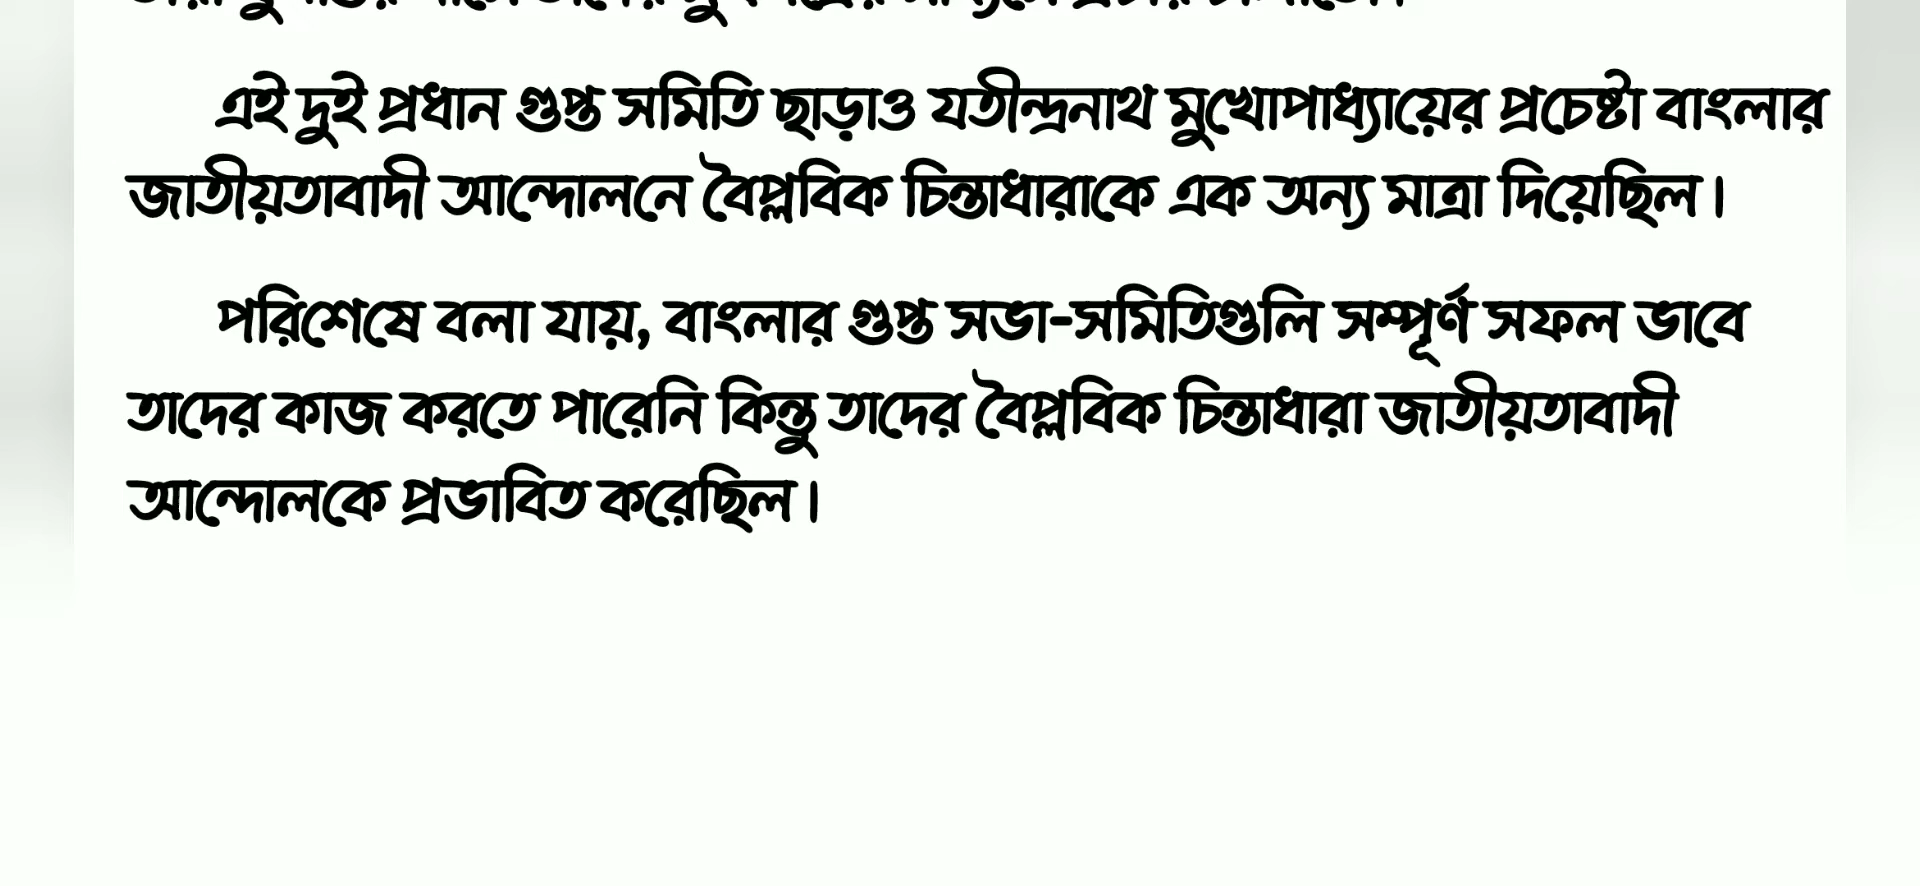 এই দুই প্রধান গুপ্ত সমিতি ছাড়াও যতীন্দ্রনাথ মুখোপাধ্যায়ের প্রচেষ্টা বাংলার
জাতীয়তাবাদী আন্দোলনে বৈপ্লবিক চিন্তাধারাকে এক অন্য মাত্রা দিয়েছিল।
পরিশেষে বলা যায়, বাংলার গুপ্ত সভা-সমিতিগুলি সম্পূর্ণ সফল ভাবে
তাদের কাজ করতে পারেনি কিন্তু তাদের বৈপ্লবিক চিন্তাধারা জাতীয়তাবাদী
আন্দোলকে প্রভাবিত করেছিল।